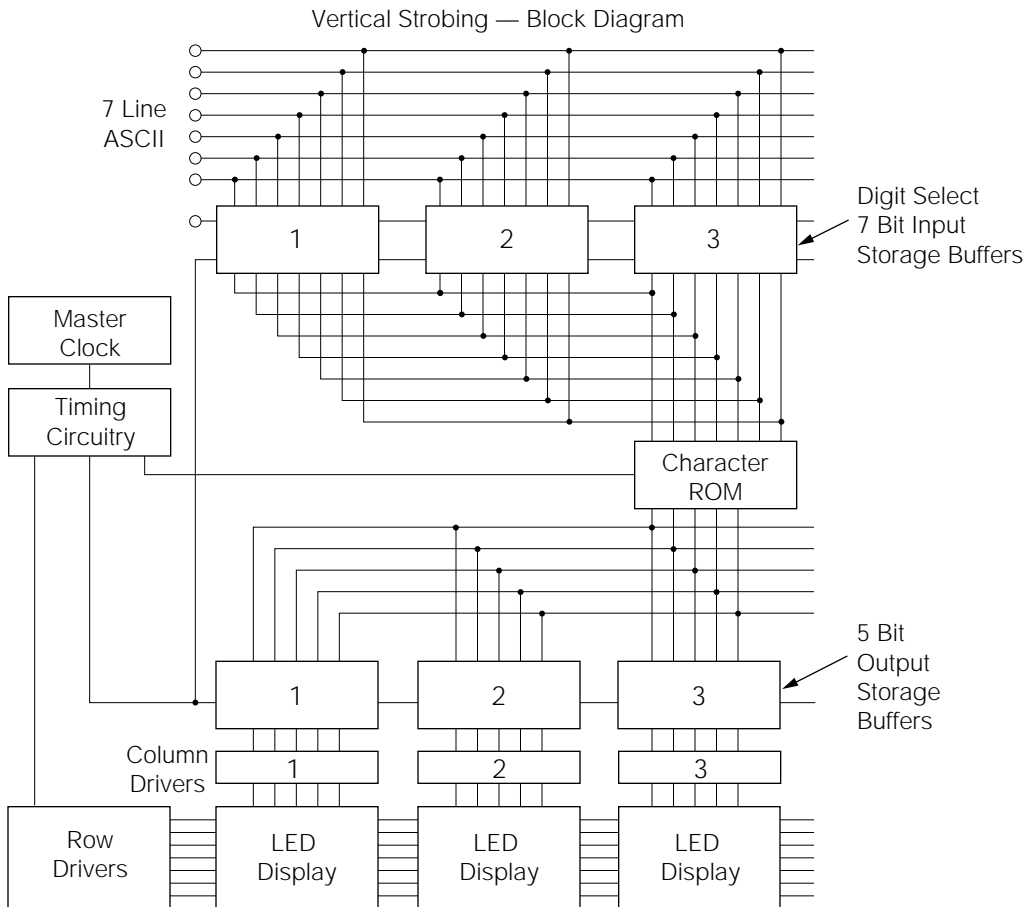 Vertical Strobing — Block Diagram
7 Line
ASCII
Digit Select
7 Bit Input
Storage Buffers
1
2
3
Master
Clock
Timing
Circuitry
Character
ROM
5 Bit
Output
Storage
Buffers
1
2
3
Column
Drivers
1
2
3
Row
Drivers
LED
Display
LED
Display
LED
Display